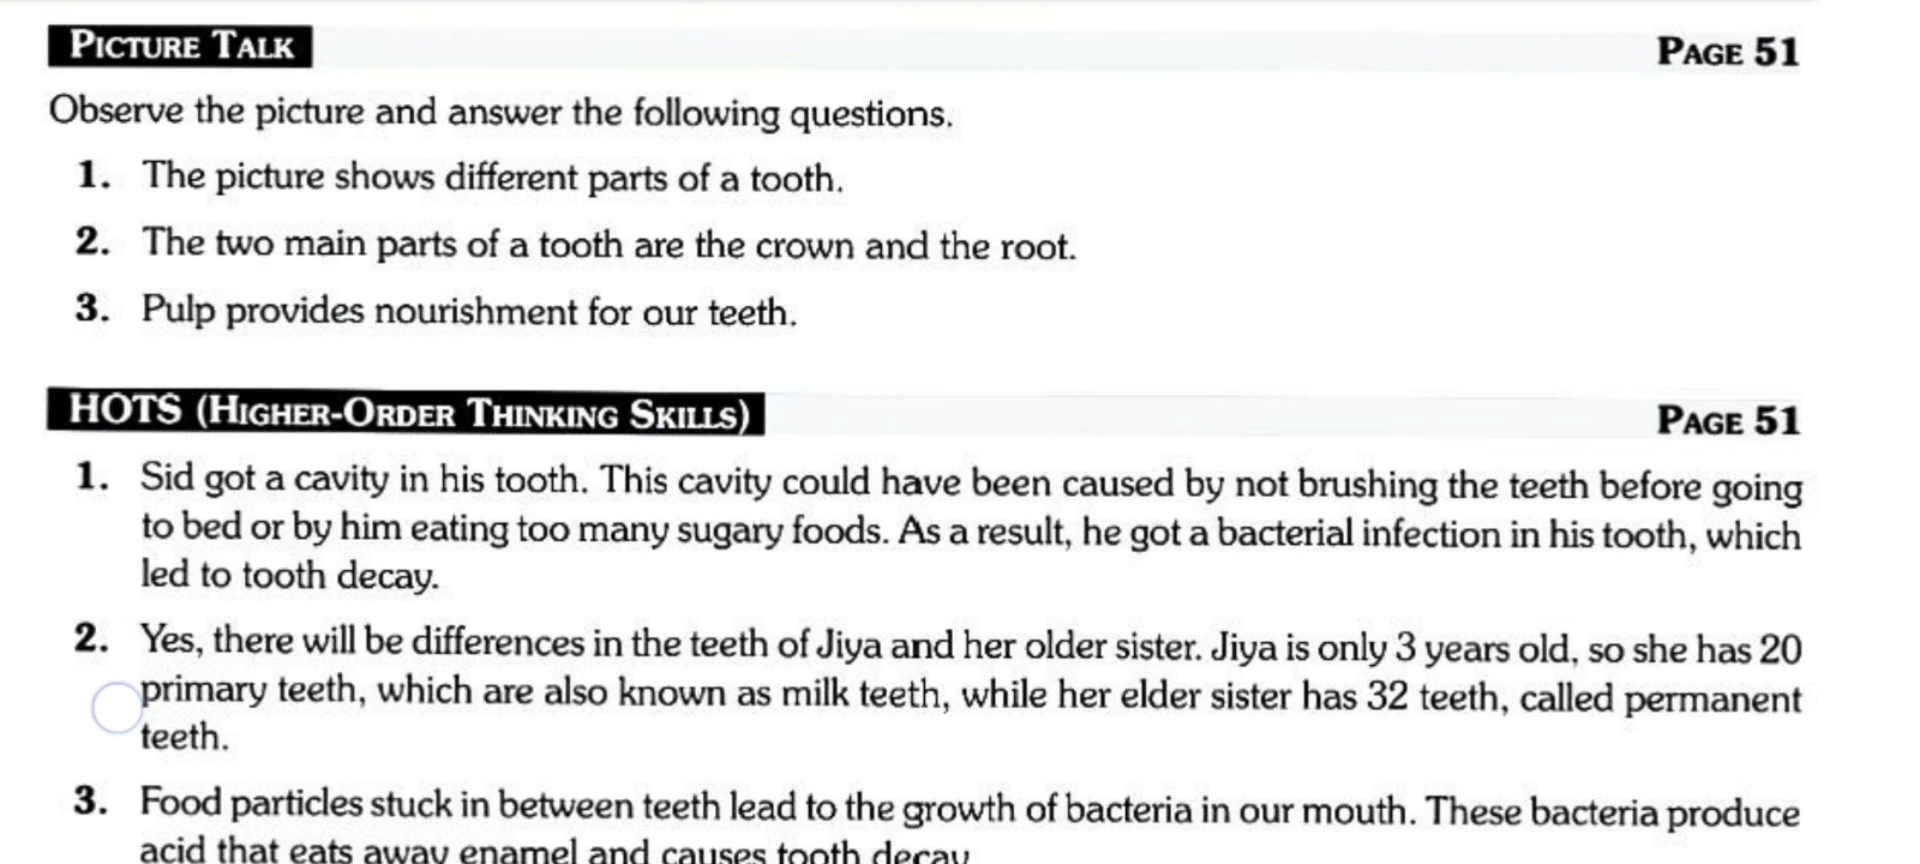 PICTURE TALK PAGE 51
Observe the picture and answer the following questions.
1. The picture shows different parts of a tooth.
2. The two main parts of a tooth are the crown and the root.
3. Pulp provides nourishment for our teeth.
HOTS (HIGHER-ORDER THINKING SKILLS) PAGE 51
1. Sid got a cavity in his tooth. This cavity could have been caused by not brushing the teeth before going
to bed or by him eating too many sugary foods. As a result, he got a bacterial infection in his tooth, which
led to tooth decay.
2. Yes, there will be differences in the teeth of Jiya and her older sister. Jiya is only 3 years old, so she has 20
primary teeth, which are also known as milk teeth, while her elder sister has 32 teeth, called permanent
teeth.
3. Food particles stuck in between teeth lead to the growth of bacteria in our mouth. These bacteria produce
acid that eats away enamel and causes tooth decay